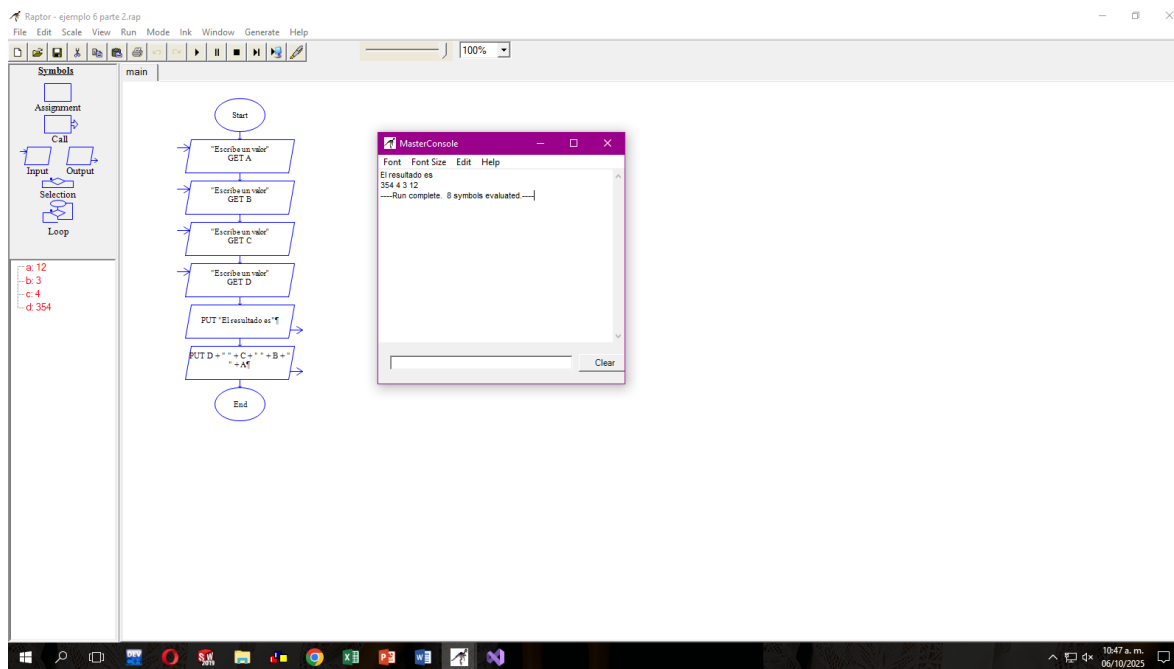 Raptor - ejemplo 6 parte 2.rap
File Edit Scale View Run Mode Ink Window Generate Help
100%
Symbols
main
Assignment
Call
Input Output
Selection
Loop
a: 12
b: 3
c: 4
d: 354
Start
"Escribe un valor"
GET A
"Escribe un valor"
GET B
"Escribe un valor"
GET C
"Escribe un valor"
GET D
PUT "El resultado es"¶
PUT D + " " + C + " " + B + "
" + A¶
End
MasterConsole
Font Font Size Edit Help
El resultado es
354 4 3 12
----Run complete. 8 symbols evaluated.----
Clear
DEV
SW
2019
10:47 a. m.
06/10/2025